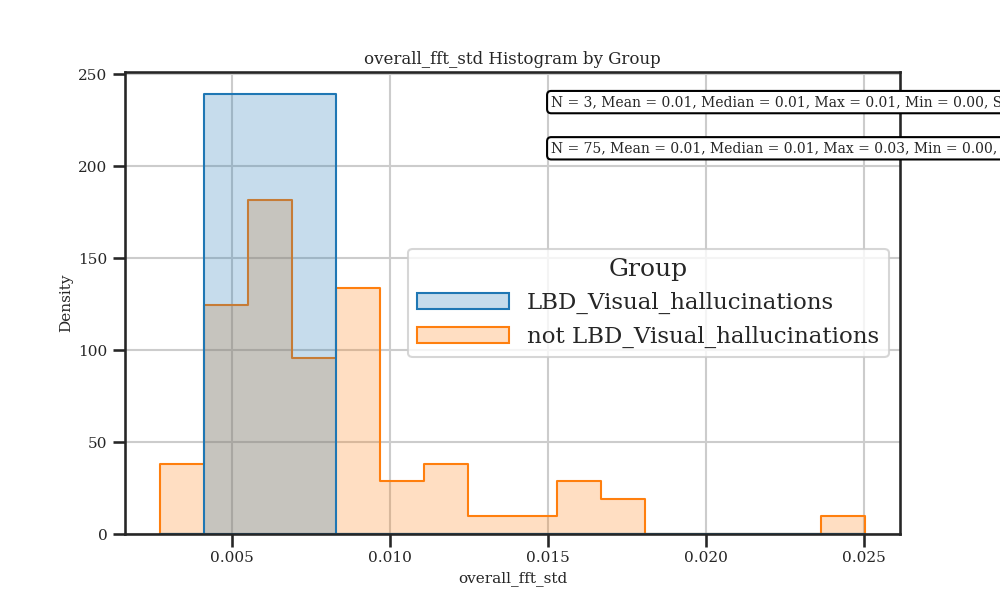 overall_fft_std Histogram by Group
N = 3, Mean = 0.01, Median = 0.01, Max = 0.01, Min = 0.00, S
N = 75, Mean = 0.01, Median = 0.01, Max = 0.03, Min = 0.00,
250
200
150
100
50
0
Density
Group
LBD_Visual_hallucinations
not LBD_Visual_hallucinations
0.005
0.010
0.015
0.020
0.025
overall_fft_std